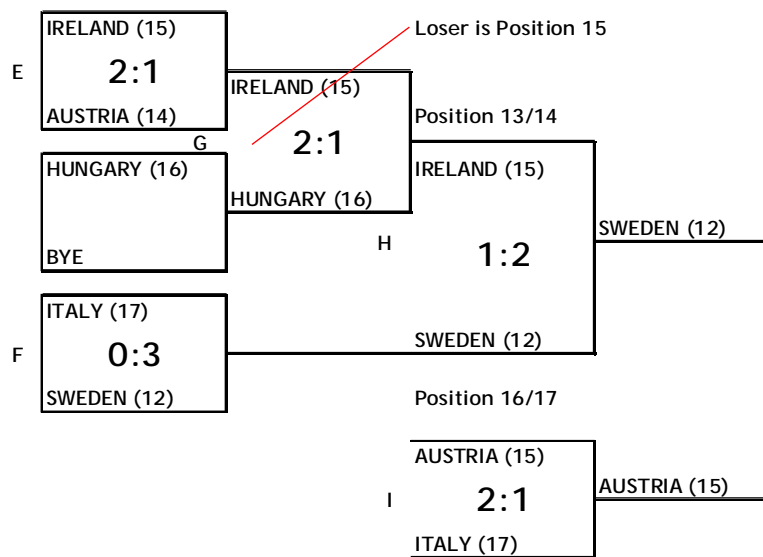 IRELAND (15)
E
2:1
AUSTRIA (14)
Loser is Position 15
IRELAND (15)
G
2:1
HUNGARY (16)
HUNGARY (16)
BYE
Position 13/14
IRELAND (15)
H
1:2
SWEDEN (12)
SWEDEN (12)
ITALY (17)
F
0:3
SWEDEN (12)
Position 16/17
AUSTRIA (15)
I
2:1
ITALY (17)
AUSTRIA (15)